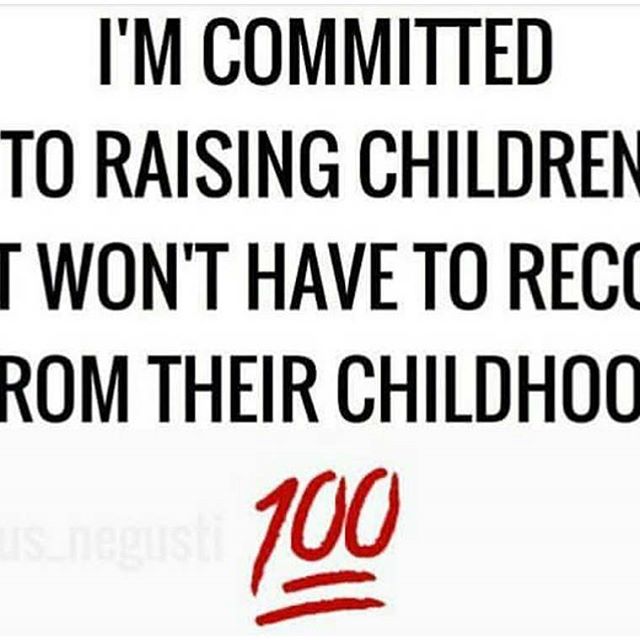 I'M COMMITTED
TO RAISING CHILDREN
T WON'T HAVE TO RECO
ROM THEIR CHILDHOO
100
us_negusti